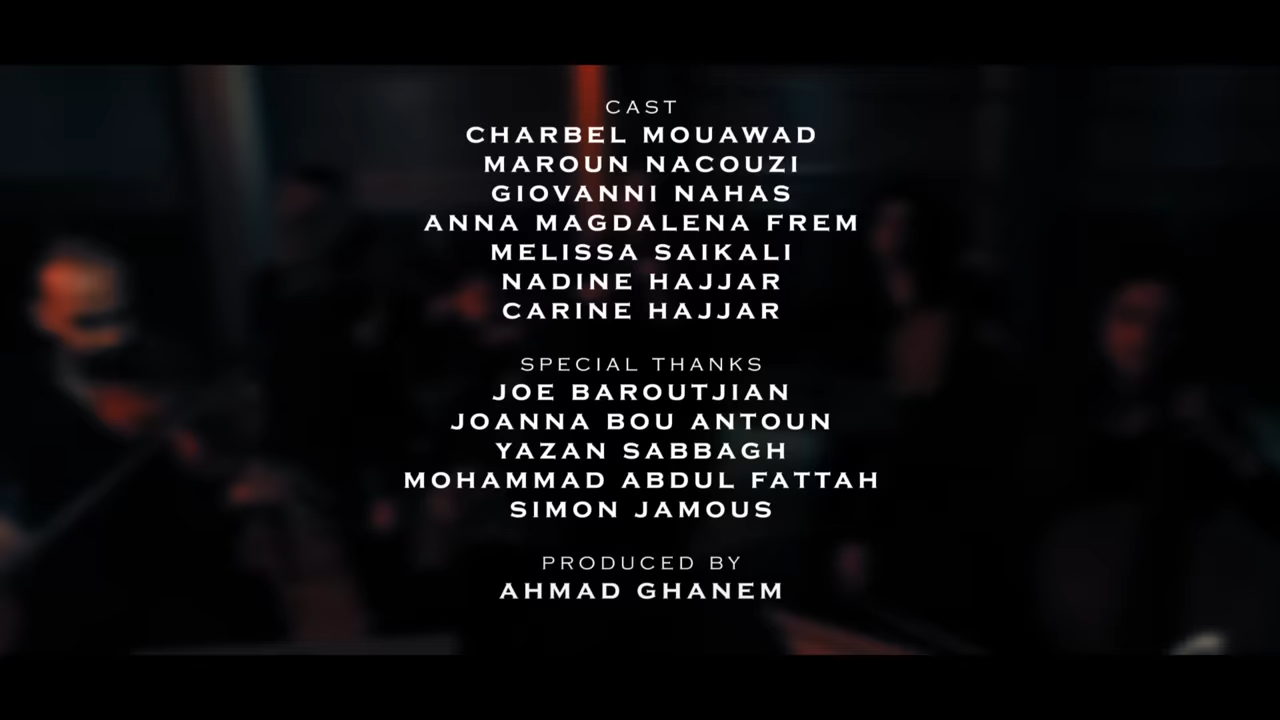 CAST
CHARBEL MOUAWAD
MAROUN NACOUZI
GIOVANNI NAHAS
ANNA MAGDALENA FREM
MELISSA SAIKALI
NADINE HAJJAR
CARINE HAJJAR
SPECIAL THANKS
JOE BAROUTJIAN
JOANNA BOU ANTOUN
YAZAN SABBAGH
MOHAMMAD ABDUL FATTAH
SIMON JAMOUS
PRODUCED BY
AHMAD GHANEM